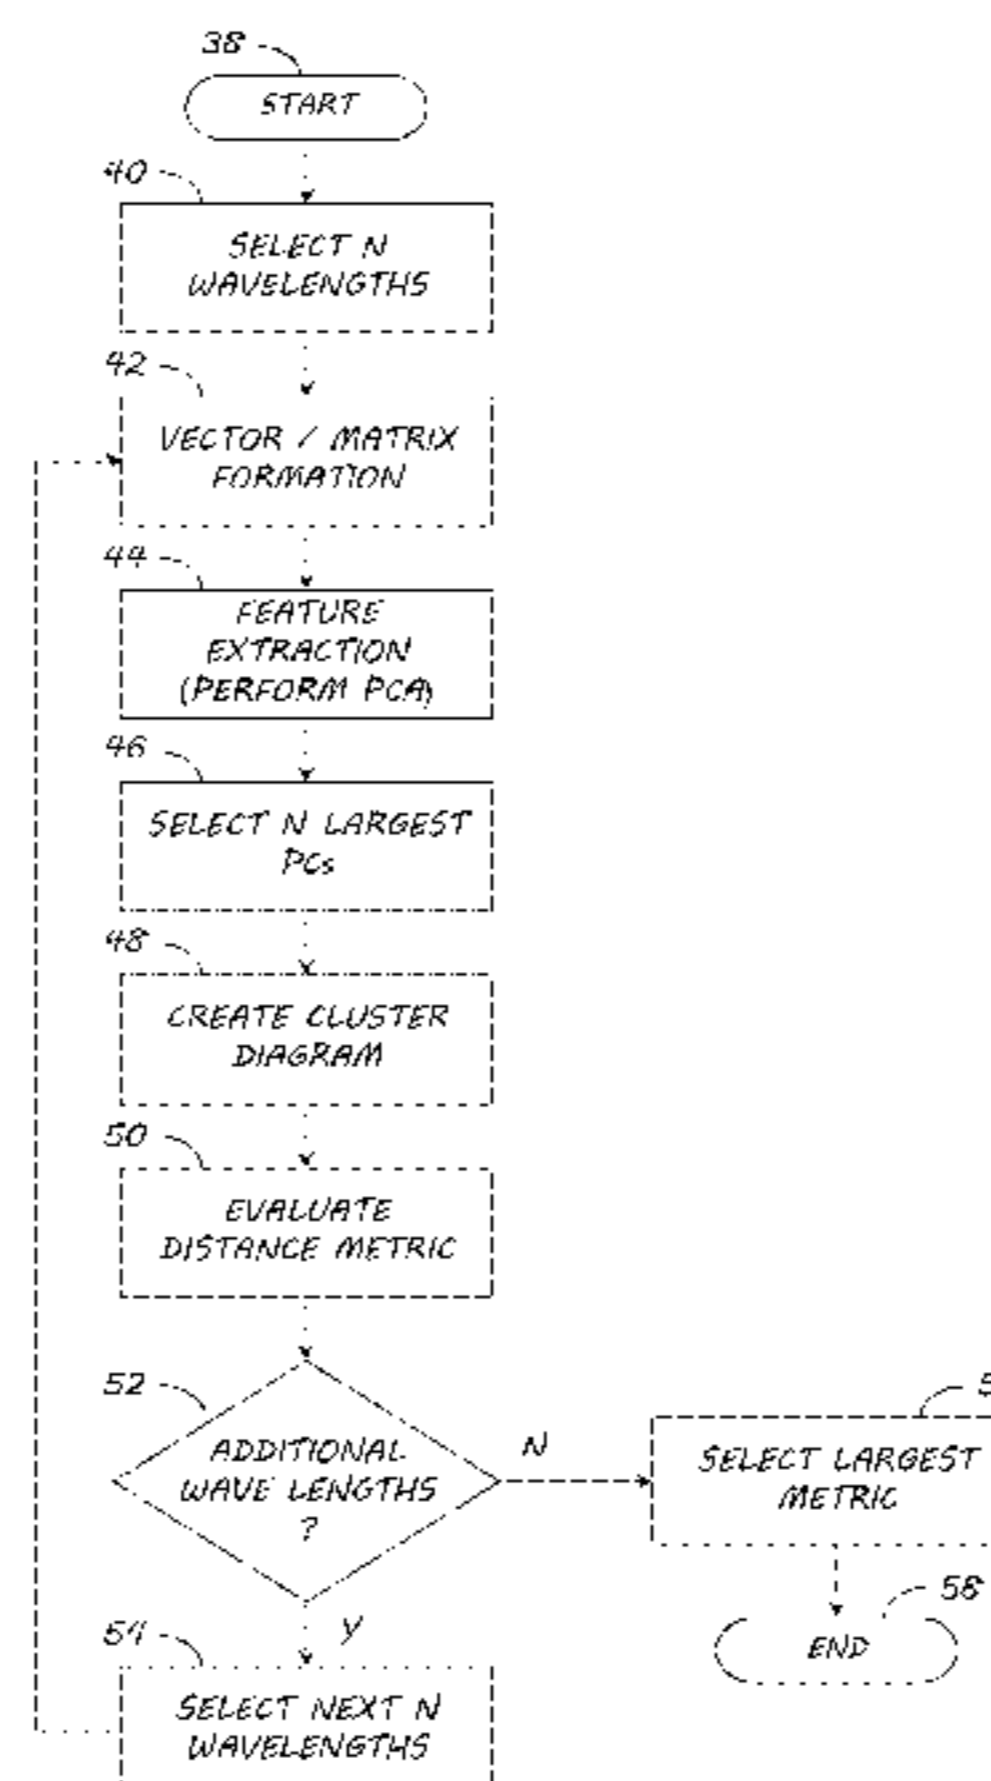 38
START
40
SELECT N
WAVELENGTHS
42
VECTOR / MATRIX
FORMATION
44
FEATURE
EXTRACTION
(PERFORM PCA)
46
SELECT N LARGEST
PCs
48
CREATE CLUSTER
DIAGRAM
50
EVALUATE
DISTANCE METRIC
52
ADDITIONAL
WAVE LENGTHS
?
N
SELECT LARGEST
METRIC
58
END
Y
54
SELECT NEXT N
WAVELENGTHS